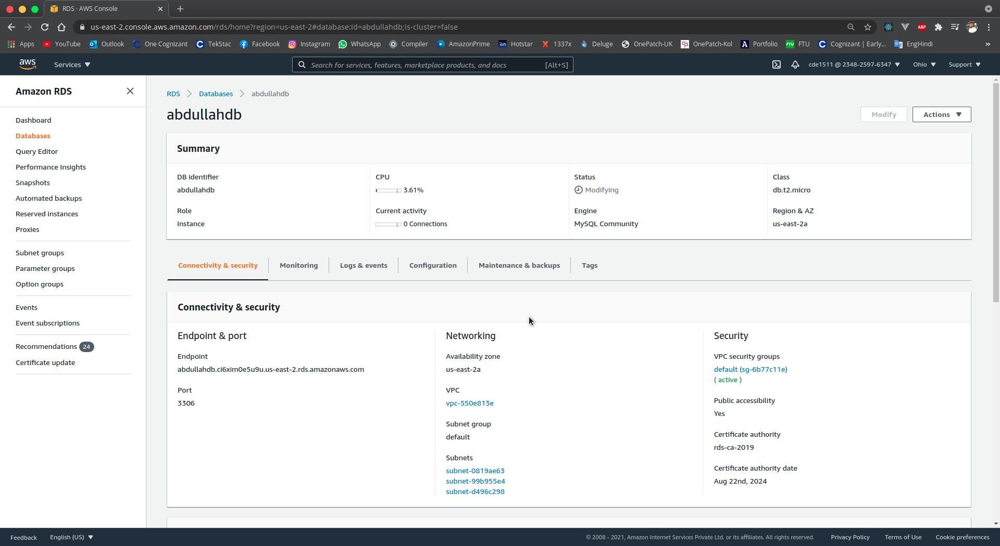 RDS · AWS Console
us-east-2.console.aws.amazon.com/rds/home?region=us-east-2#database:id=abdullahdb;is-cluster=false
ABP
Apps YouTube Outlook One Cognizant TekStac Facebook Instagram WhatsApp Compiler AmazonPrime Hotstar 1337x Deluge OnePatch-UK OnePatch-Kol Portfolio FTU FTU Cognizant | Early... EngHindi »
aws Services Search for services, features, marketplace products, and docs [Alt+S] cde1511 @ 2348-2597-6347 Ohio Support
Amazon RDS
Dashboard
Databases
Query Editor
Performance Insights
Snapshots
Automated backups
Reserved instances
Proxies
Subnet groups
Parameter groups
Option groups
Events
Event subscriptions
Recommendations 24
Certificate update
RDS Databases abdullahdb
abdullahdb
Modify Actions
Summary
DB identifier
abdullahdb
CPU
3.61%
Status
Modifying
Class
db.t2.micro
Role
Instance
Current activity
0 Connections
Engine
MySQL Community
Region & AZ
us-east-2a
Connectivity & security Monitoring Logs & events Configuration Maintenance & backups Tags
Connectivity & security
Endpoint & port
Endpoint
abdullahdb.ci6xim0e5u9u.us-east-2.rds.amazonaws.com
Port
3306
Networking
Availability zone
us-east-2a
VPC
vpc-550e813e
Subnet group
default
Subnets
subnet-0819ae63
subnet-99b955e4
subnet-d496c298
Security
VPC security groups
default (sg-6b77c11e)
( active )
Public accessibility
Yes
Certificate authority
rds-ca-2019
Certificate authority date
Aug 22nd, 2024
Feedback English (US) © 2008 - 2021, Amazon Internet Services Private Ltd. or its affiliates. All rights reserved. Privacy Policy Terms of Use Cookie preferences